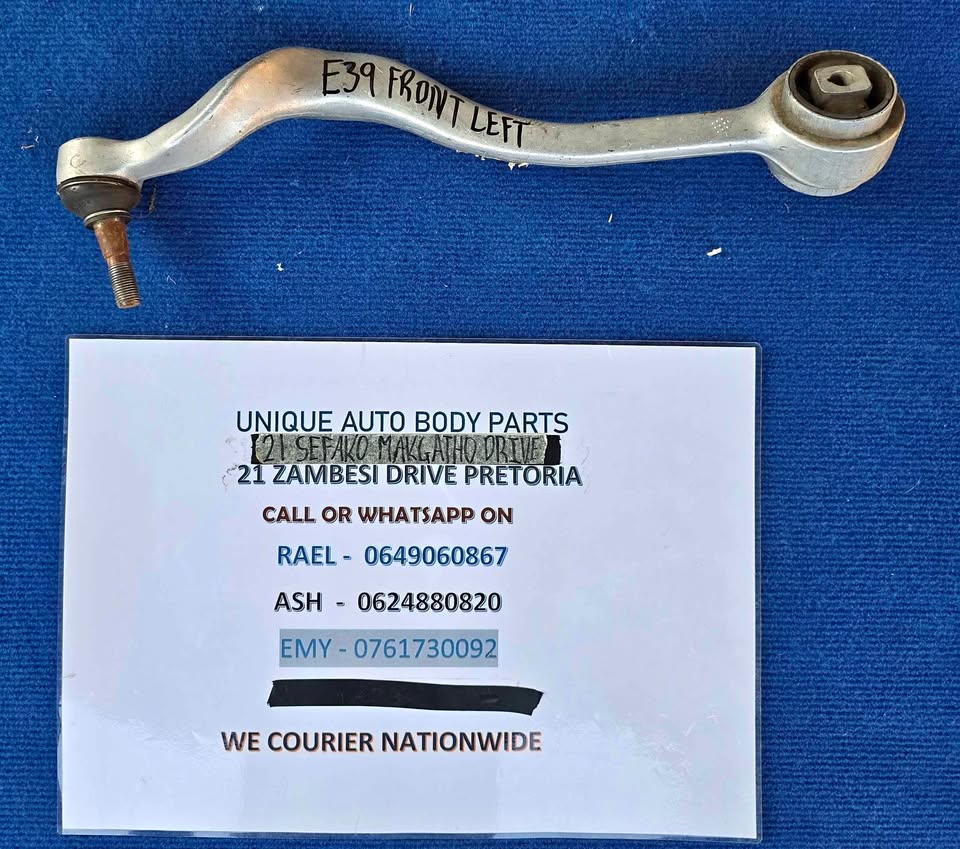 E39 FRONT LEFT
UNIQUE AUTO BODY PARTS
21 SEFAKO MAKGATHO DRIVE
21 ZAMBESI DRIVE PRETORIA
CALL OR WHATSAPP ON
RAEL - 0649060867
ASH - 0624880820
EMY - 0761730092
WE COURIER NATIONWIDE